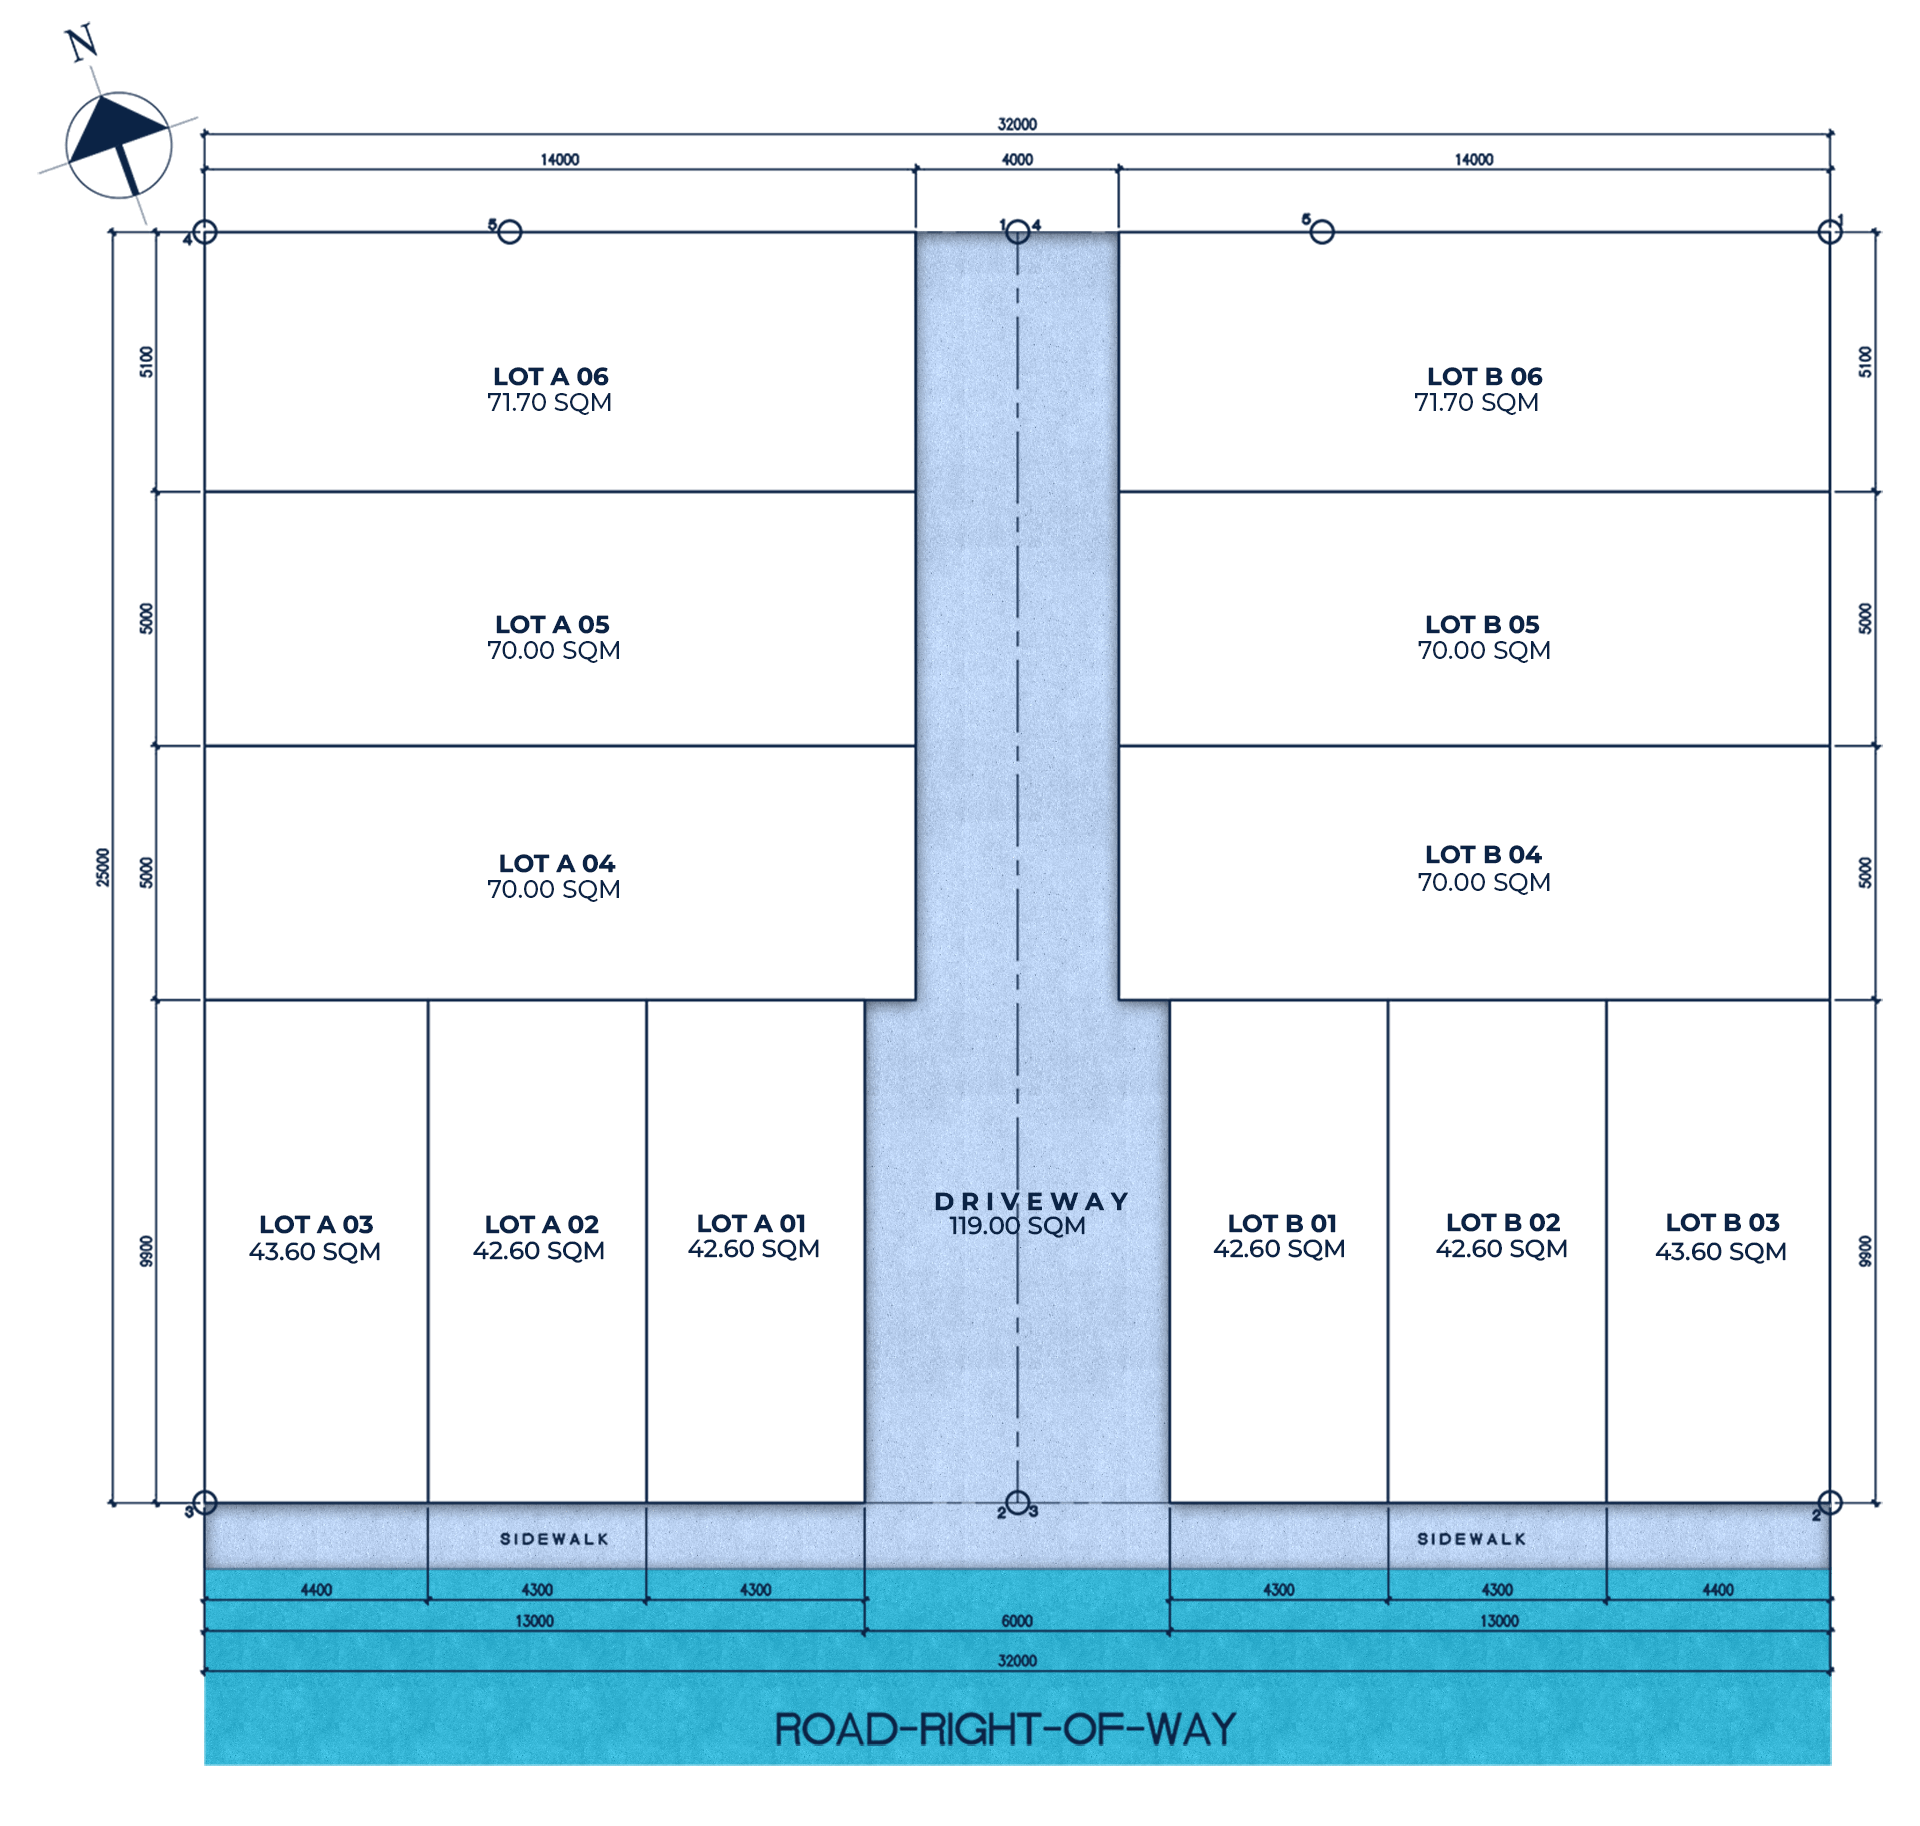 N
32000
14000
4000
14000
4
5
1
4
5
1
5100
LOT A 06
71.70 SQM
LOT B 06
71.70 SQM
5100
5000
LOT A 05
70.00 SQM
LOT B 05
70.00 SQM
5000
25000
5000
LOT A 04
70.00 SQM
LOT B 04
70.00 SQM
5000
9900
LOT A 03
43.60 SQM
LOT A 02
42.60 SQM
LOT A 01
42.60 SQM
DRIVEWAY
119.00 SQM
LOT B 01
42.60 SQM
LOT B 02
42.60 SQM
LOT B 03
43.60 SQM
9900
3
2
3
2
SIDEWALK
SIDEWALK
4400
4300
4300
4300
4300
4400
13000
6000
13000
32000
ROAD-RIGHT-OF-WAY